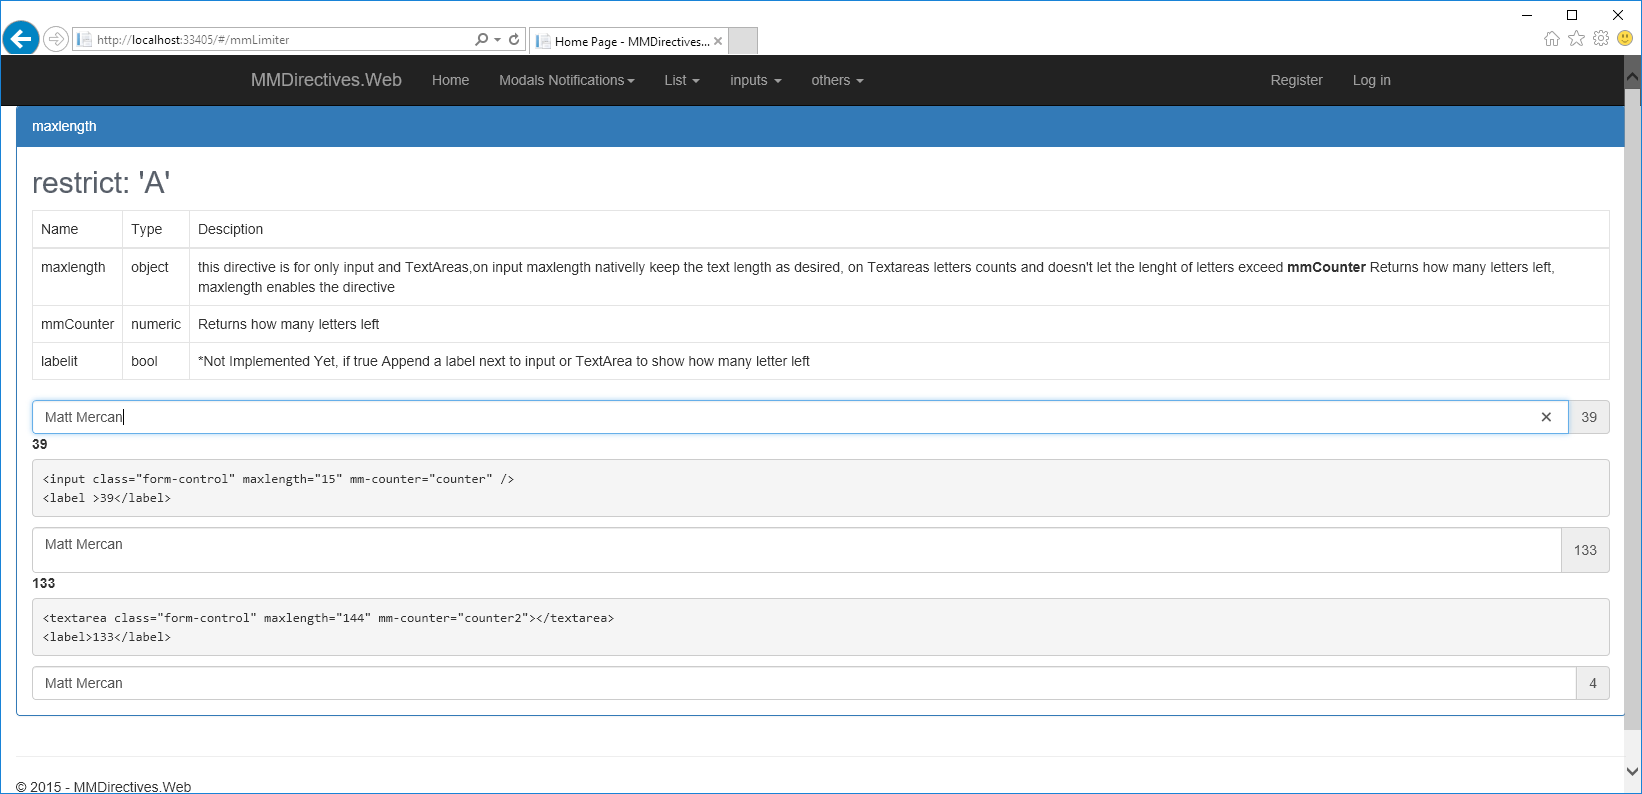 http://localhost:33405/#/mmLimiter
Home Page - MMDirectives...
MMDirectives.Web Home Modals Notifications List inputs others Register Log in
maxlength
restrict: 'A'
Name Type Desciption
maxlength object this directive is for only input and TextAreas,on input maxlength nativelly keep the text length as desired, on Textareas letters counts and doesn't let the lenght of letters exceed mmCounter Returns how many letters left,
maxlength enables the directive
mmCounter numeric Returns how many letters left
labelit bool *Not Implemented Yet, if true Append a label next to input or TextArea to show how many letter left
Matt Mercan 39
39
<input class="form-control" maxlength="15" mm-counter="counter" />
<label >39</label>
Matt Mercan 133
133
<textarea class="form-control" maxlength="144" mm-counter="counter2"></textarea>
<label>133</label>
Matt Mercan 4
© 2015 - MMDirectives.Web